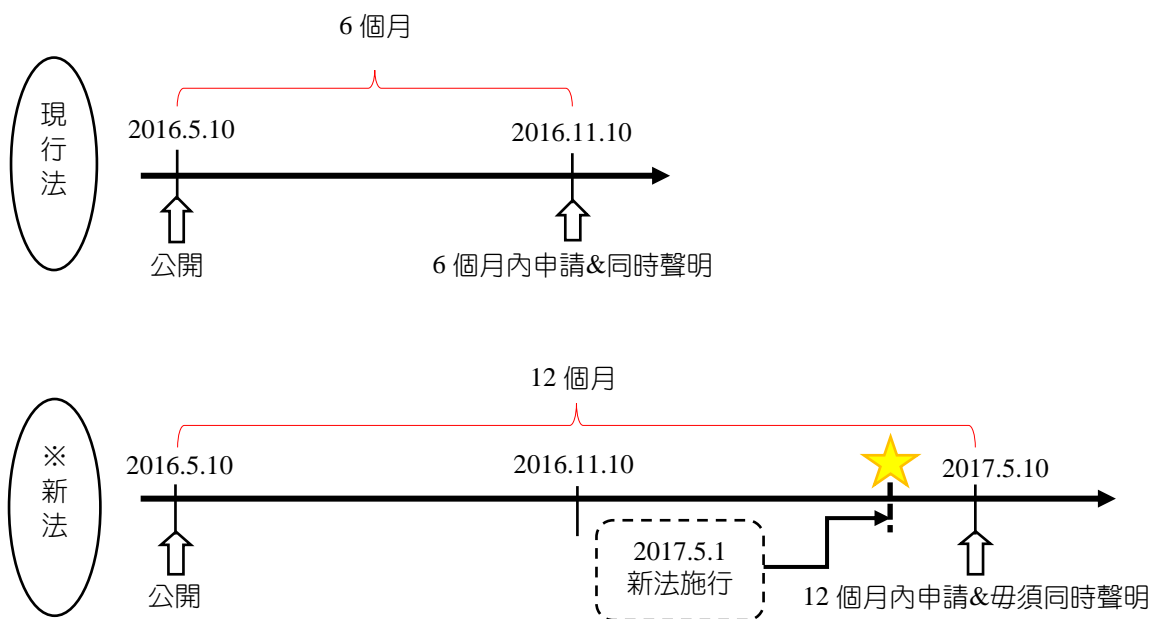 6 個月
現行法
2016.5.10
2016.11.10
公開
6 個月內申請&同時聲明
12 個月
※新法
2016.5.10
2016.11.10
2017.5.10
2017.5.1
新法施行
公開
12 個月內申請&毋須同時聲明